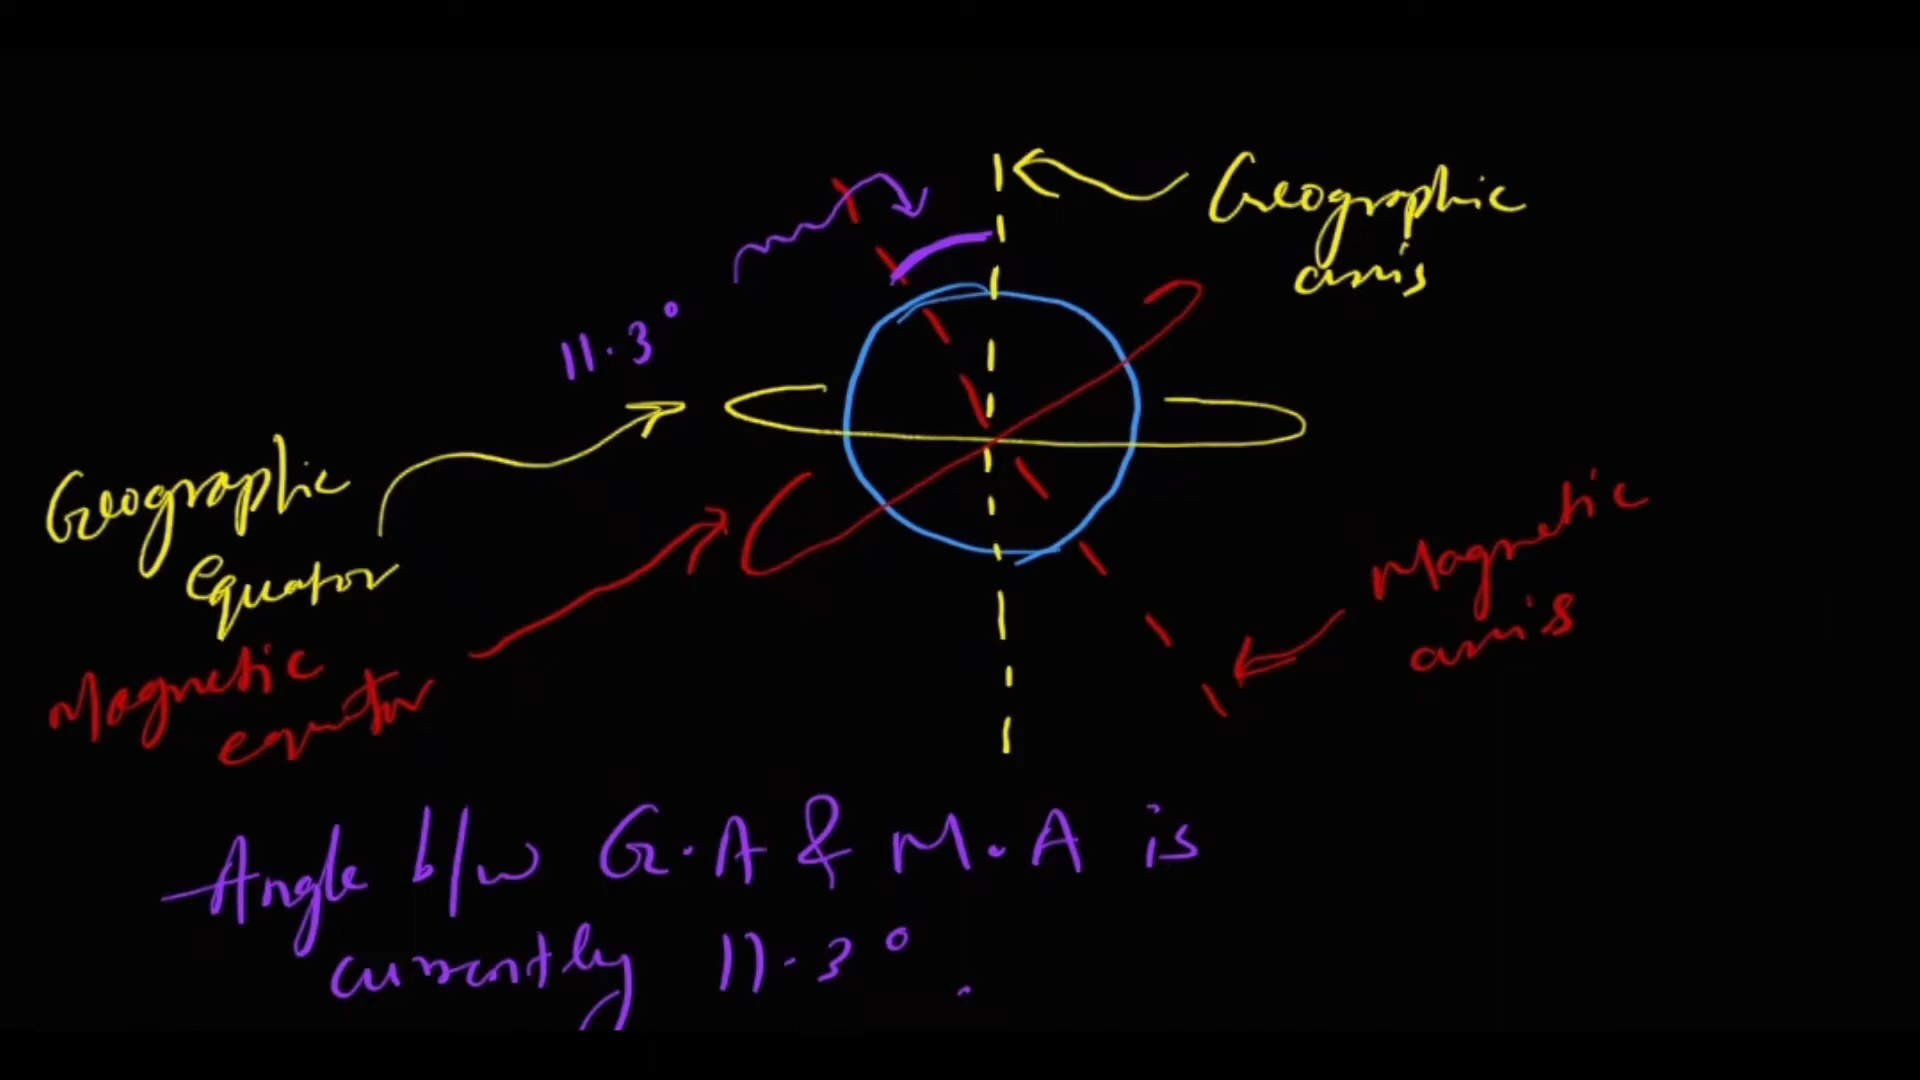 Geographic
axis
11.3°
Geographic
equator
Magnetic
equator
Magnetic
axis
Angle b/w G.A & M.A is
currently 11.3°.